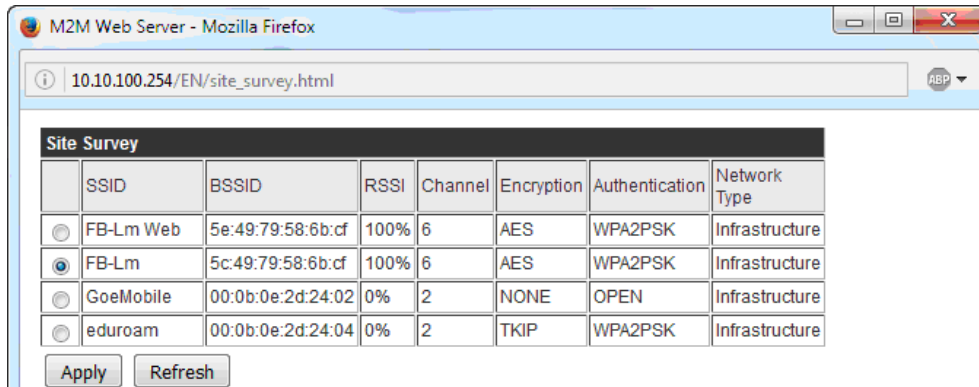 M2M Web Server - Mozilla Firefox
10.10.100.254/EN/site_survey.html
ABP
Site Survey
SSID BSSID RSSI Channel Encryption Authentication Network Type
FB-Lm Web 5e:49:79:58:6b:cf 100% 6 AES WPA2PSK Infrastructure
FB-Lm 5c:49:79:58:6b:cf 100% 6 AES WPA2PSK Infrastructure
GoeMobile 00:0b:0e:2d:24:02 0% 2 NONE OPEN Infrastructure
eduroam 00:0b:0e:2d:24:04 0% 2 TKIP WPA2PSK Infrastructure
Apply Refresh